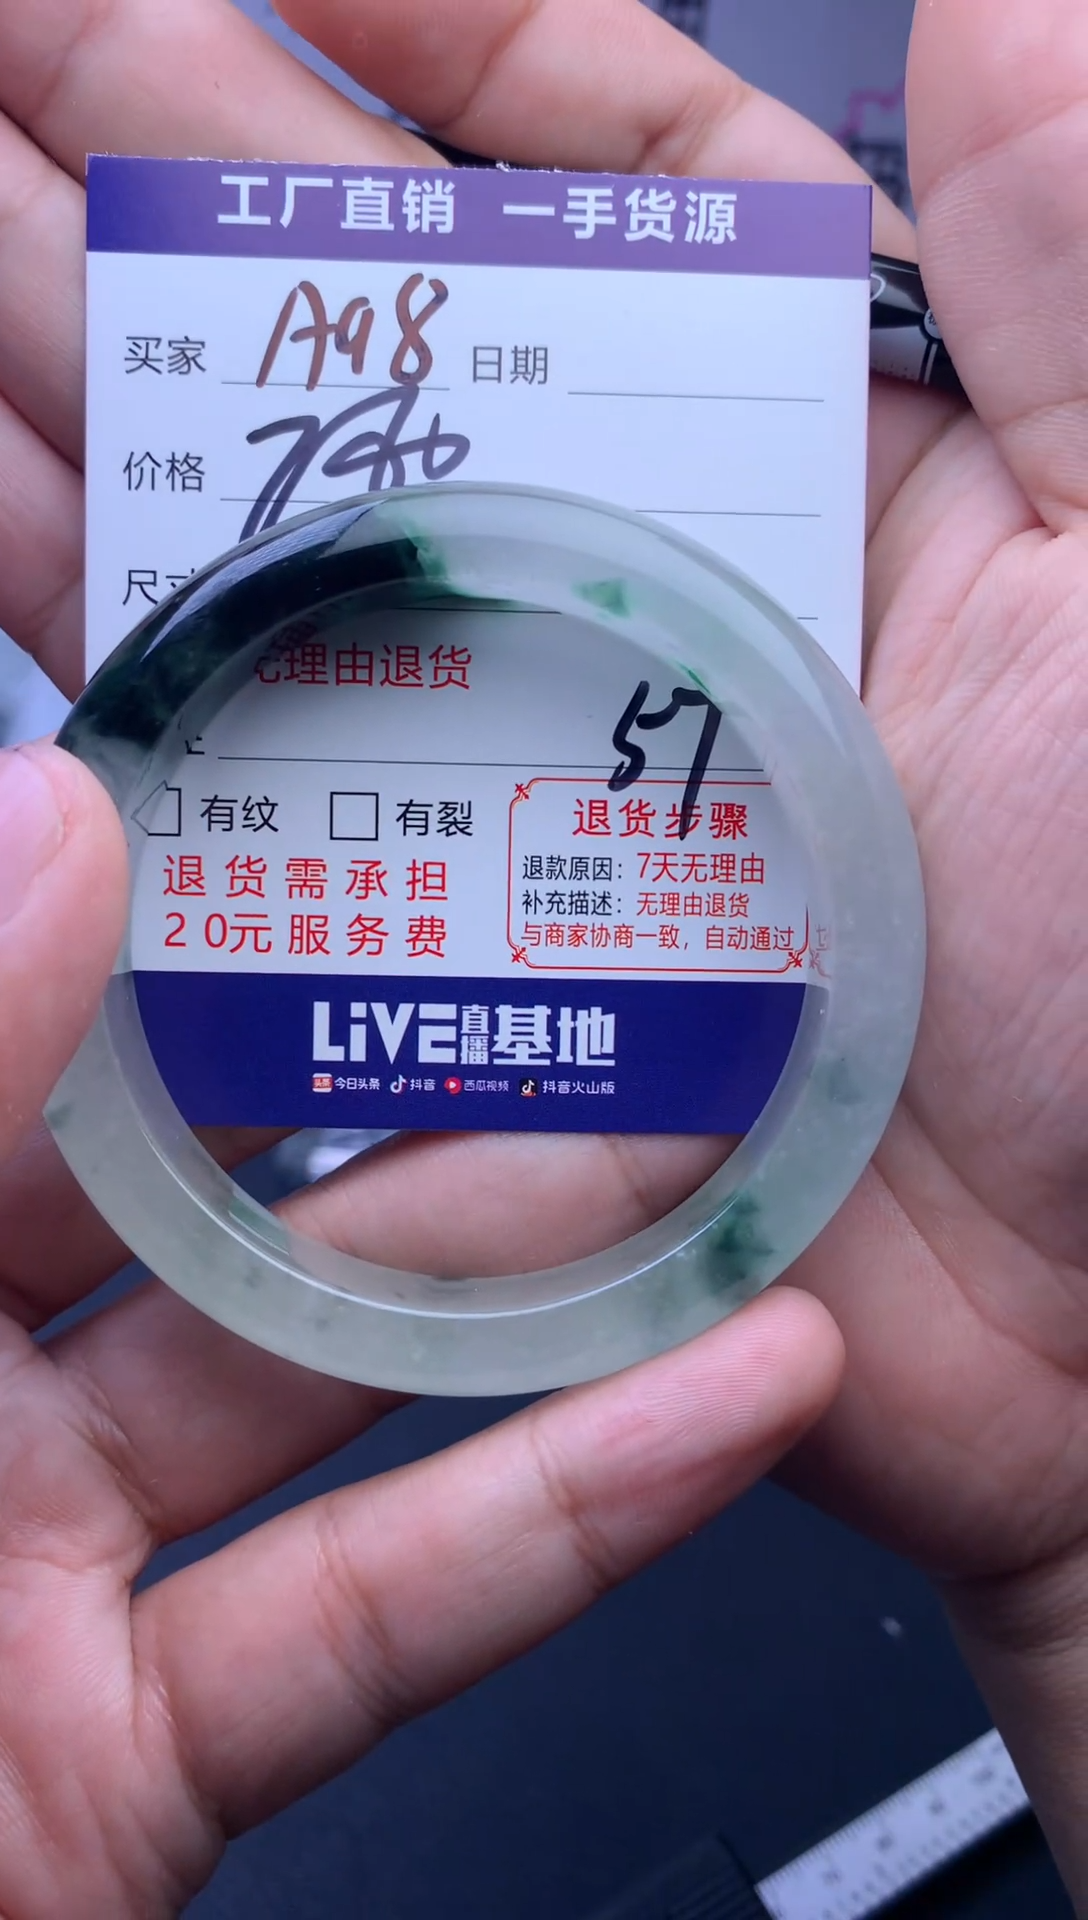 工厂直销 一手货源
买家 A98 日期
价格
尺
理由退货
57
有纹 有裂
退货需承担
20元服务费
退货步骤
退款原因：7天无理由
补充描述：无理由退货
与商家协商一致，自动通过
LiVE直播基地
头条 今日头条 抖音 西瓜视频 抖音火山版